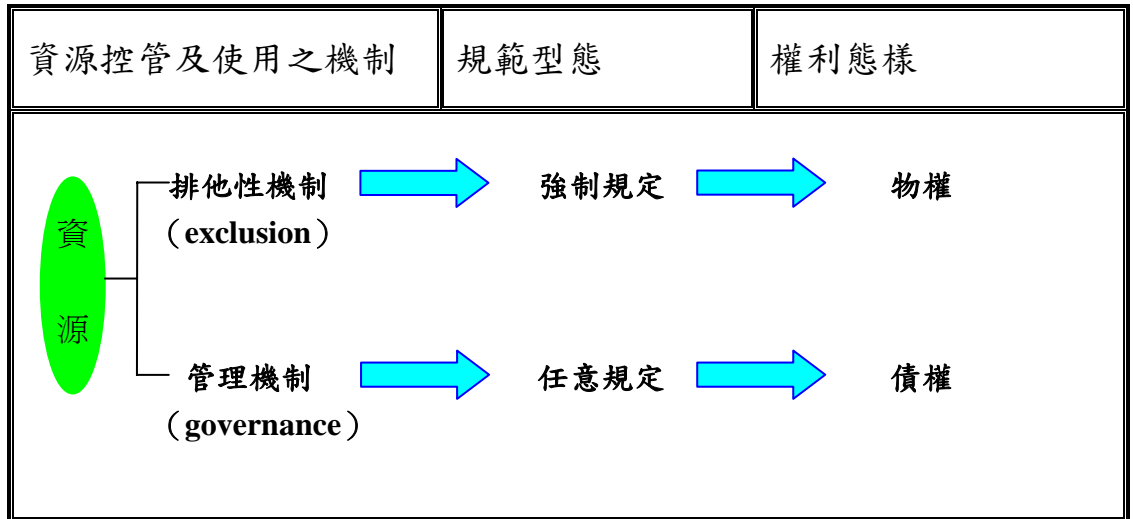 資源控管及使用之機制 規範型態 權利態樣
資源
排他性機制 強制規定 物權
（exclusion）
管理機制 任意規定 債權
（governance）